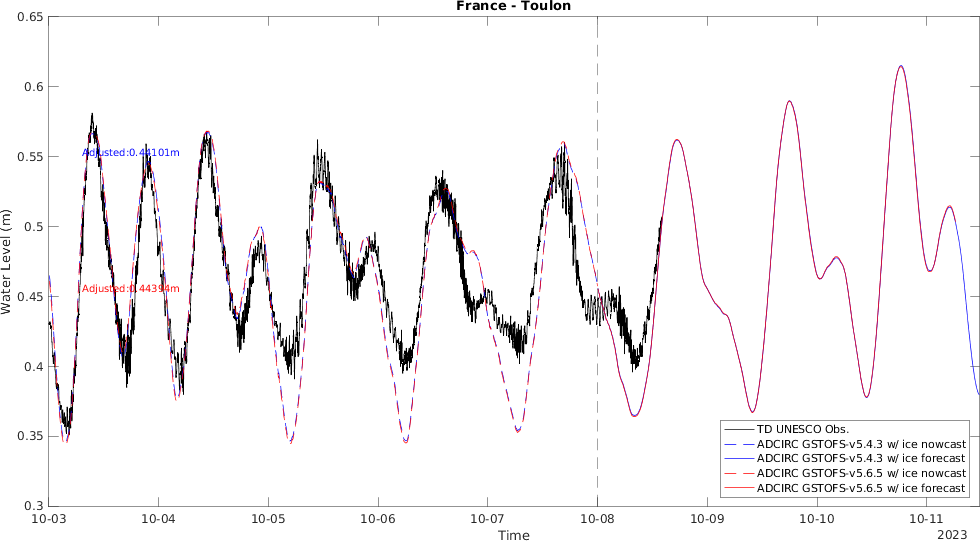 France - Toulon
Water Level (m)
0.65
0.6
0.55
0.5
0.45
0.4
0.35
0.3
Adjusted:0.44101m
Adjusted:0.44394m
TD UNESCO Obs.
ADCIRC GSTOFS-v5.4.3 w/ ice nowcast
ADCIRC GSTOFS-v5.4.3 w/ ice forecast
ADCIRC GSTOFS-v5.6.5 w/ ice nowcast
ADCIRC GSTOFS-v5.6.5 w/ ice forecast
10-03 10-04 10-05 10-06 10-07 10-08 10-09 10-10 10-11
Time
2023